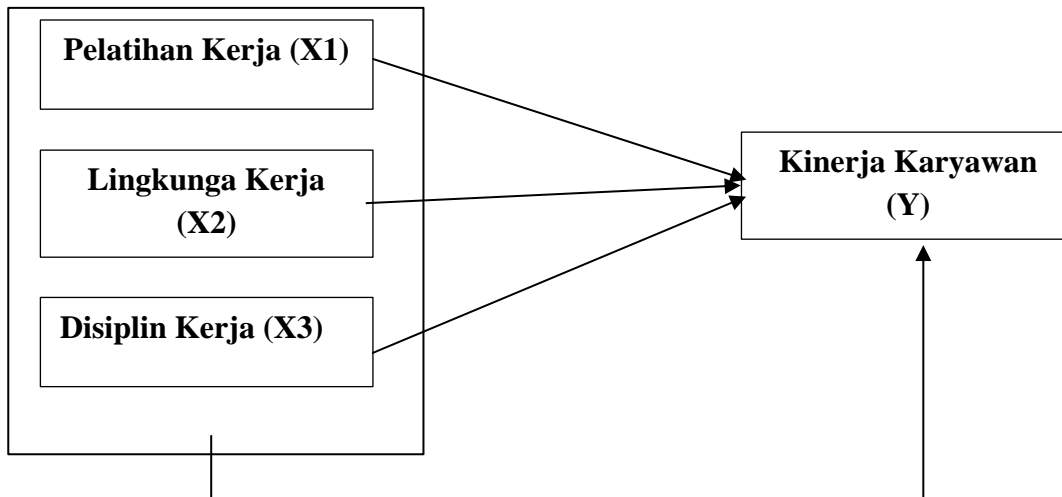 Pelatihan Kerja (X1)
Lingkunga Kerja
(X2)
Disiplin Kerja (X3)
Kinerja Karyawan
(Y)